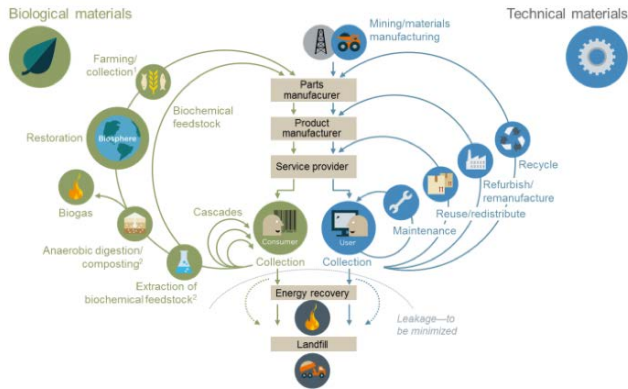 Biological materials
Technical materials
Mining/materials
manufacturing
Farming/
collection1
Parts
manufacurer
Biochemical
feedstock
Product
manufacturer
Restoration
Biosphere
Recycle
Service provider
Refurbish/
remanufacture
Biogas
Reuse/redistribute
Cascades
Maintenance
Consumer
User
Anaerobic digestion/
composting2
Collection
Collection
Extraction of
biochemical feedstock2
Energy recovery
Leakage—to
be minimized
Landfill